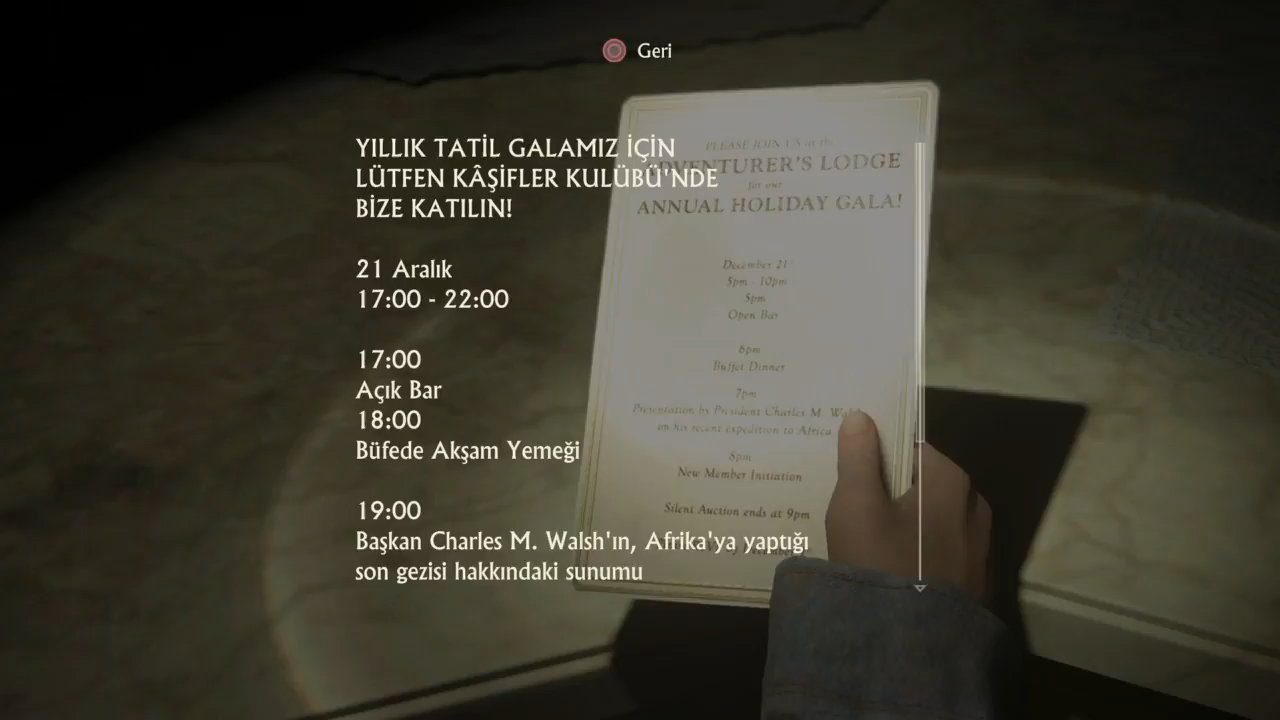 Geri
YILLIK TATİL GALAMIZ İÇİN
LÜTFEN KÂŞİFLER KULÜBÜ'NDE
BİZE KATILIN!
21 Aralık
17:00 - 22:00
17:00
Açık Bar
18:00
Büfede Akşam Yemeği
19:00
Başkan Charles M. Walsh'ın, Afrika'ya yaptığı
son gezisi hakkındaki sunumu
PLEASE JOIN US at the
ADVENTURER'S LODGE
for our
ANNUAL HOLIDAY GALA!
December 21
5pm - 10pm
5pm
Open Bar
6pm
Buffet Dinner
7pm
Presentation by President Charles M.
on his recent expedition to Africa
8pm
New Member Initiation
Silent Auction ends at 9pm